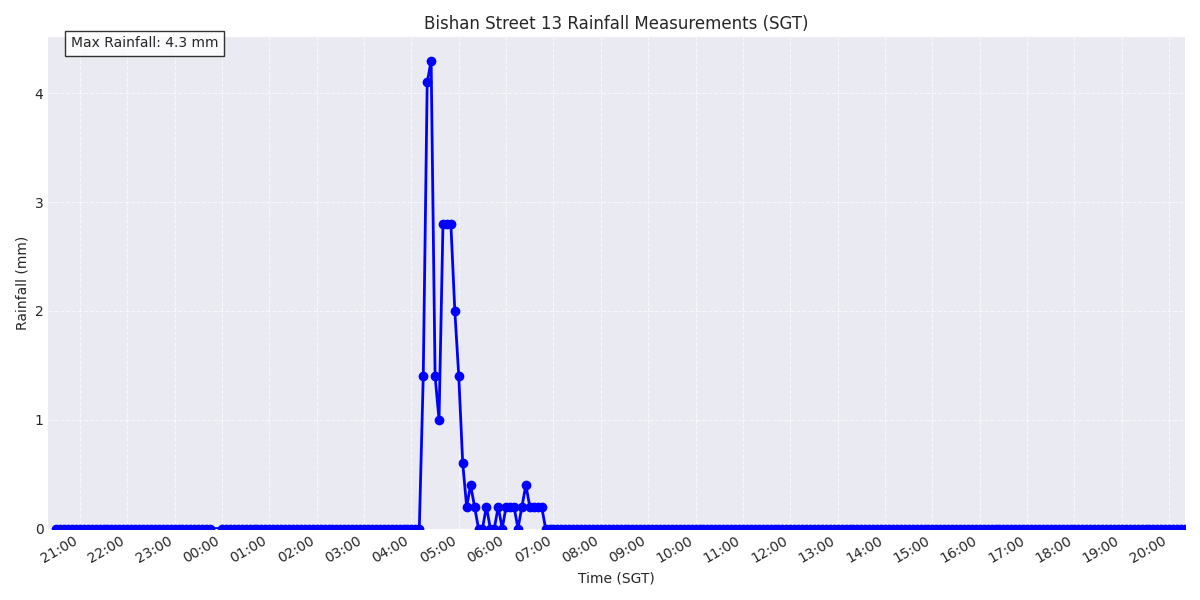 Bishan Street 13 Rainfall Measurements (SGT)
Max Rainfall: 4.3 mm
4
3
2
1
0
Rainfall (mm)
21:00 22:00 23:00 00:00 01:00 02:00 03:00 04:00 05:00 06:00 07:00 08:00 09:00 10:00 11:00 12:00 13:00 14:00 15:00 16:00 17:00 18:00 19:00 20:00
Time (SGT)